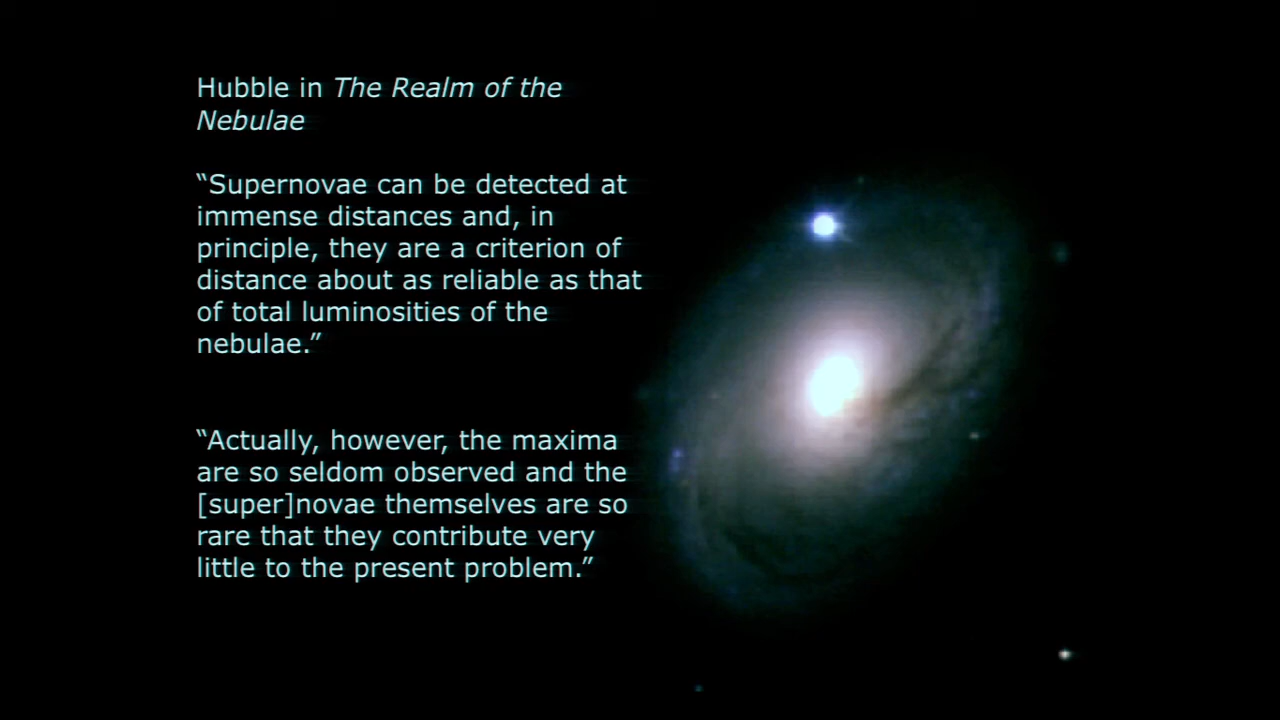 Hubble in The Realm of the
Nebulae
“Supernovae can be detected at
immense distances and, in
principle, they are a criterion of
distance about as reliable as that
of total luminosities of the
nebulae.”
“Actually, however, the maxima
are so seldom observed and the
[super]novae themselves are so
rare that they contribute very
little to the present problem.”